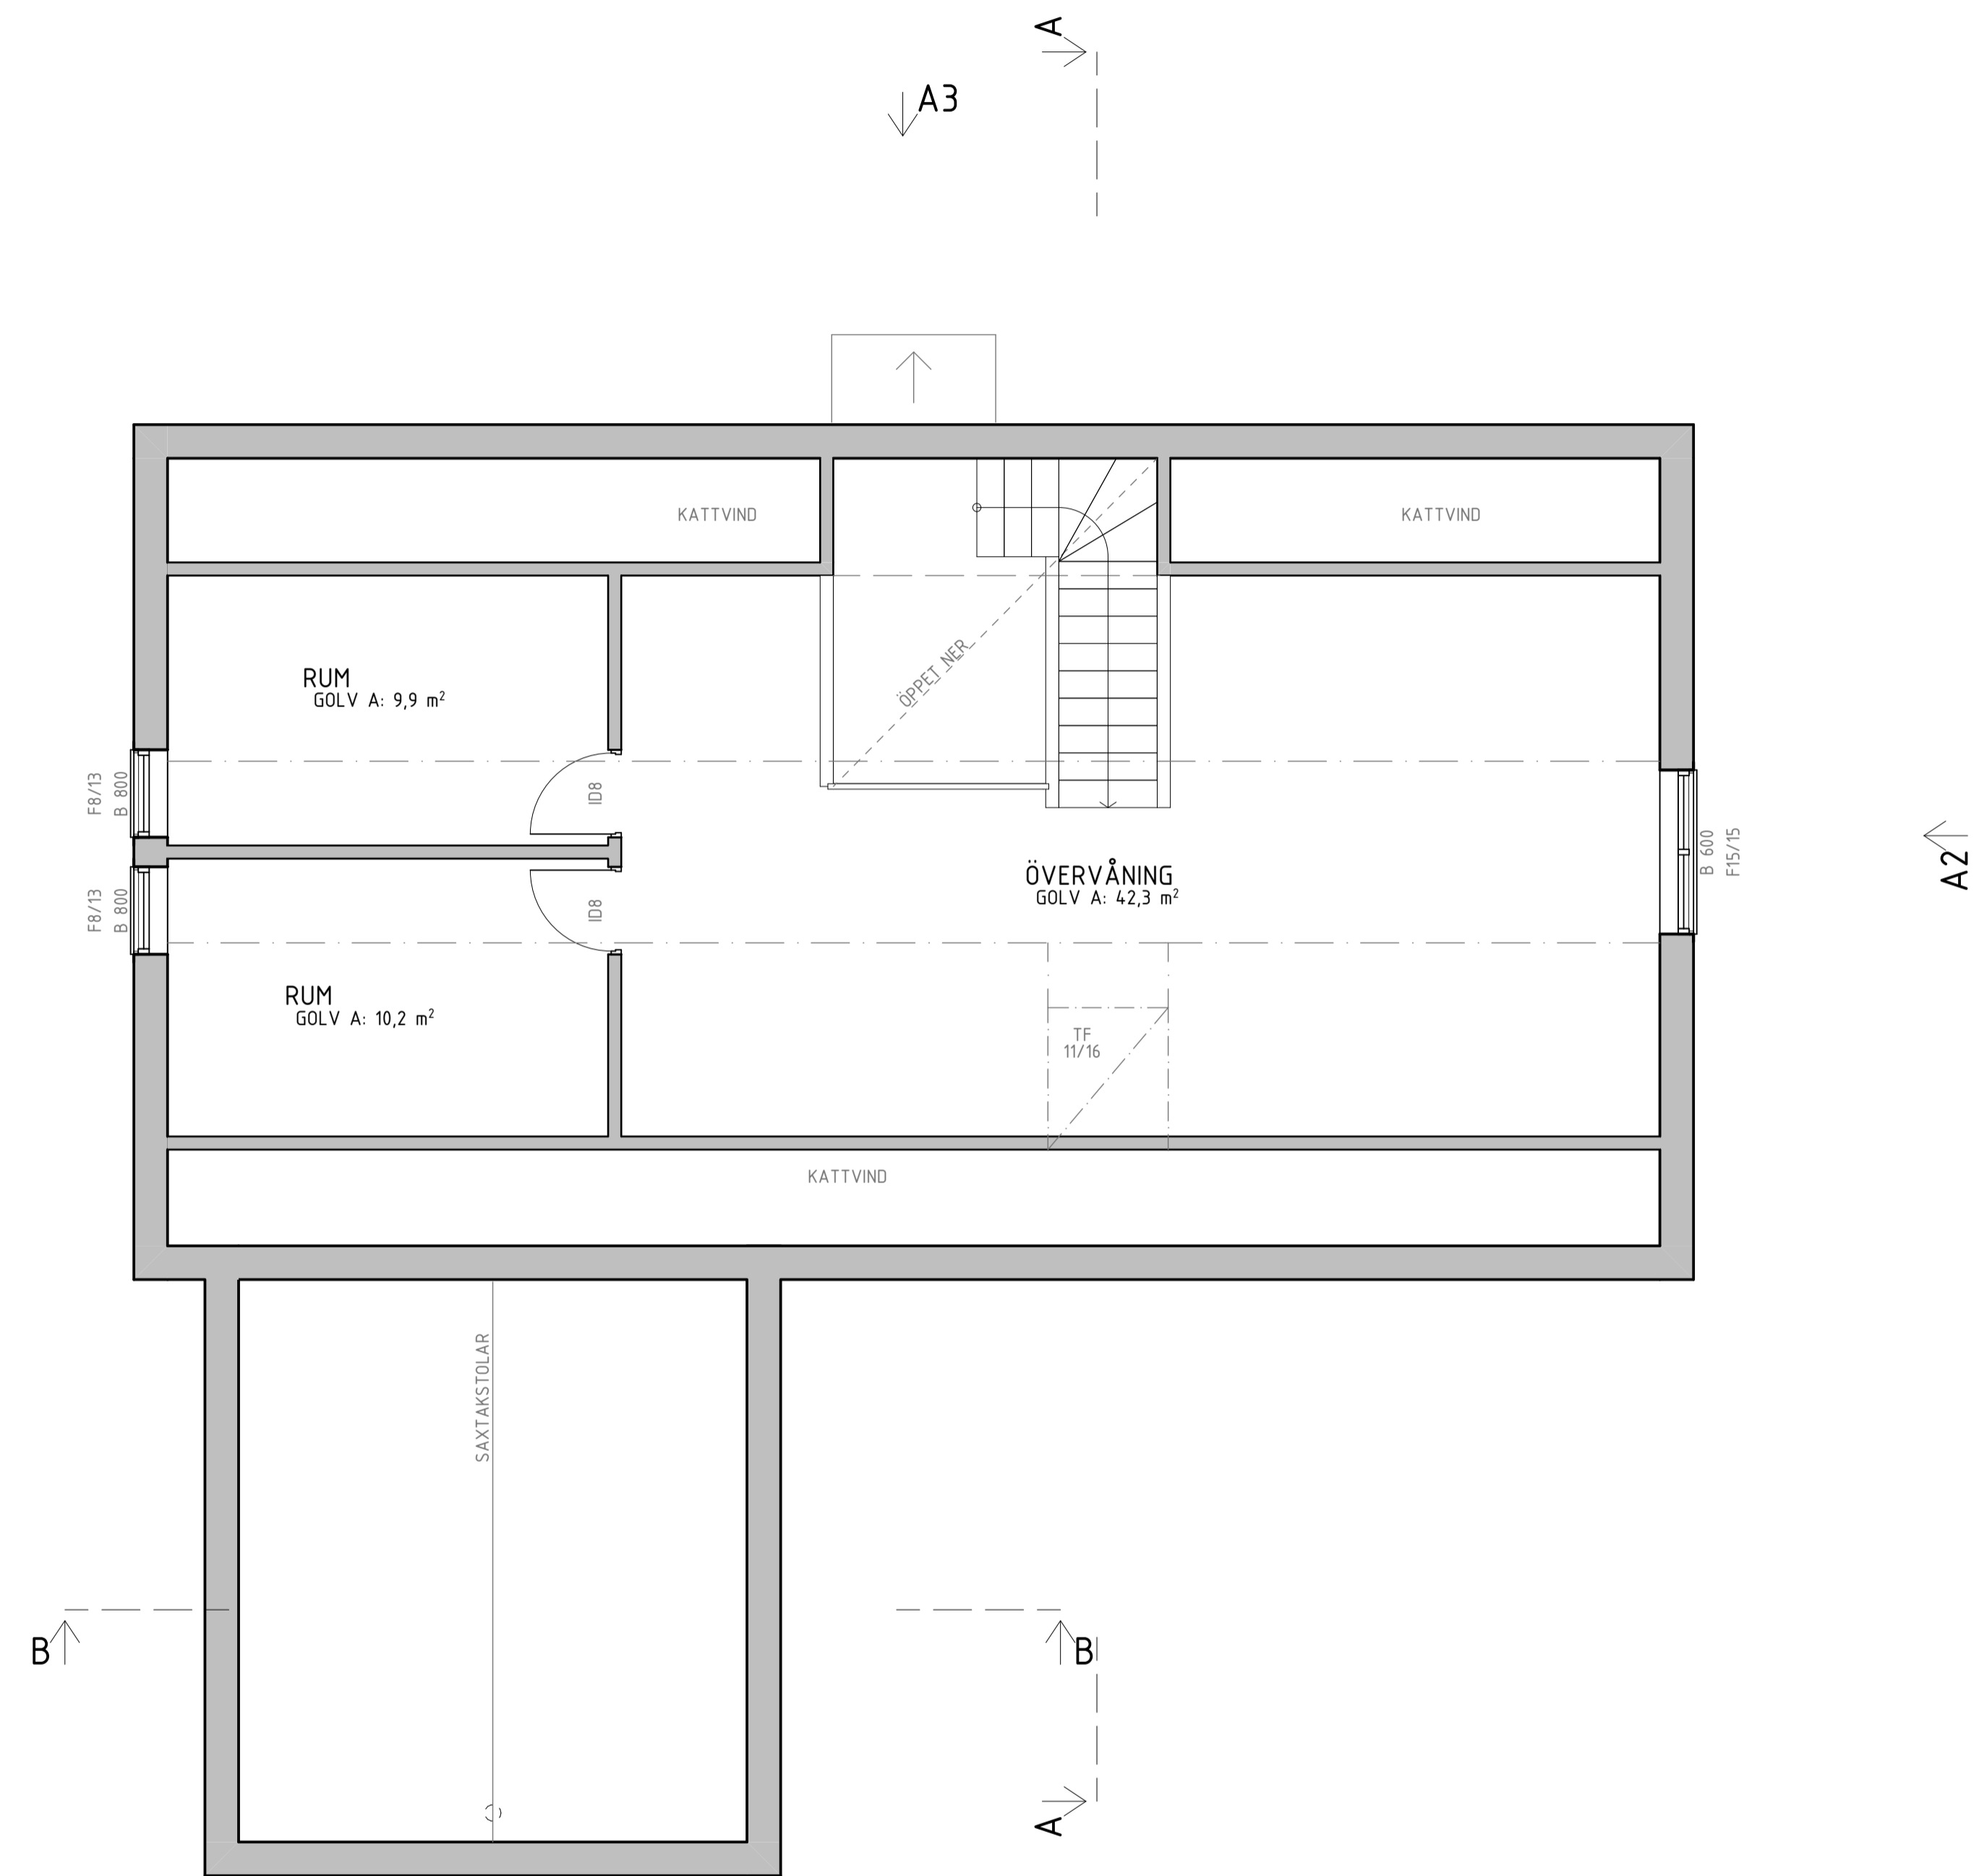 A
A3
KATTVIND
KATTVIND
ÖPPET NER
RUM
GOLV A: 9,9 m²
F8/13
B 800
ID8
ÖVERVÅNING
GOLV A: 42,3 m²
B 600
F15/15
A2
F8/13
B 800
ID8
RUM
GOLV A: 10,2 m²
TF
11/16
KATTVIND
SAXTAKSTOLAR
B
B
A